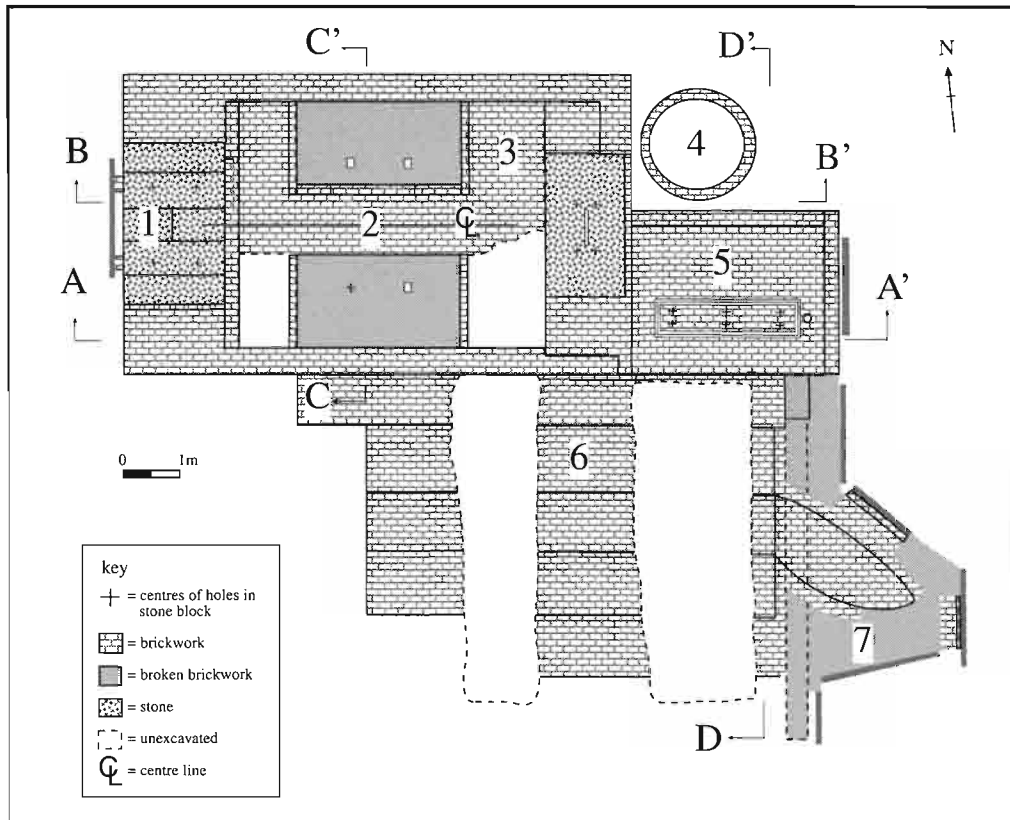 C’
D’
N
B
3
4
B’
1
2
℄
5
A
A’
C
6
0 1m
7
D
key
+ = centres of holes in
stone block
= brickwork
= broken brickwork
= stone
= unexcavated
℄ = centre line